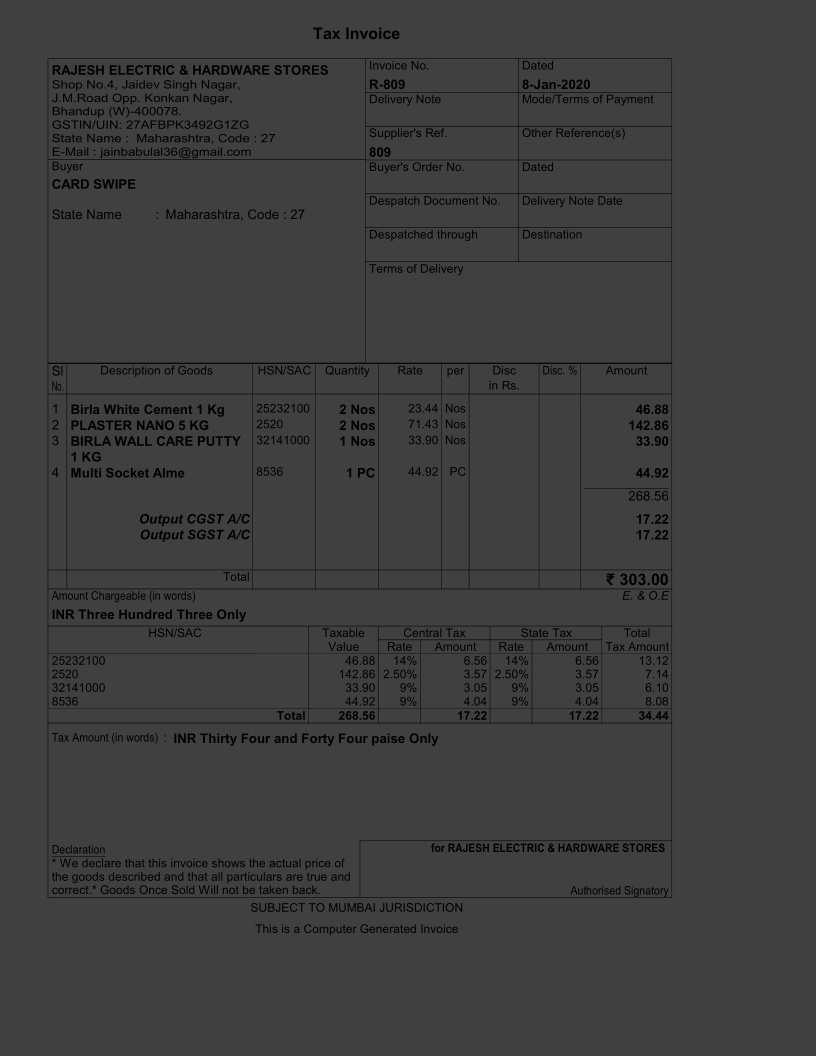 Tax Invoice
RAJESH ELECTRIC & HARDWARE STORES
Shop No.4, Jaidev Singh Nagar,
J.M.Road Opp. Konkan Nagar,
Bhandup (W)-400078.
GSTIN/UIN: 27AFBPK3492G1ZG
State Name : Maharashtra, Code : 27
E-Mail : jainbabulal36@gmail.com
Invoice No. Dated
R-809 8-Jan-2020
Delivery Note Mode/Terms of Payment
Supplier's Ref. Other Reference(s)
809
Buyer
CARD SWIPE
State Name : Maharashtra, Code : 27
Buyer's Order No. Dated
Despatch Document No. Delivery Note Date
Despatched through Destination
Terms of Delivery
Sl No. Description of Goods HSN/SAC Quantity Rate per Disc in Rs. Disc. % Amount
1 Birla White Cement 1 Kg 25232100 2 Nos 23.44 Nos 46.88
2 PLASTER NANO 5 KG 2520 2 Nos 71.43 Nos 142.86
3 BIRLA WALL CARE PUTTY 32141000 1 Nos 33.90 Nos 33.90
1 KG
4 Multi Socket Alme 8536 1 PC 44.92 PC 44.92
268.56
Output CGST A/C 17.22
Output SGST A/C 17.22
Total ₹ 303.00
Amount Chargeable (in words) E. & O.E
INR Three Hundred Three Only
HSN/SAC Taxable Central Tax State Tax Total
Value Rate Amount Rate Amount Tax Amount
25232100 46.88 14% 6.56 14% 6.56 13.12
2520 142.86 2.50% 3.57 2.50% 3.57 7.14
32141000 33.90 9% 3.05 9% 3.05 6.10
8536 44.92 9% 4.04 9% 4.04 8.08
Total 268.56 17.22 17.22 34.44
Tax Amount (in words) : INR Thirty Four and Forty Four paise Only
Declaration
* We declare that this invoice shows the actual price of
the goods described and that all particulars are true and
correct.* Goods Once Sold Will not be taken back.
for RAJESH ELECTRIC & HARDWARE STORES
Authorised Signatory
SUBJECT TO MUMBAI JURISDICTION
This is a Computer Generated Invoice